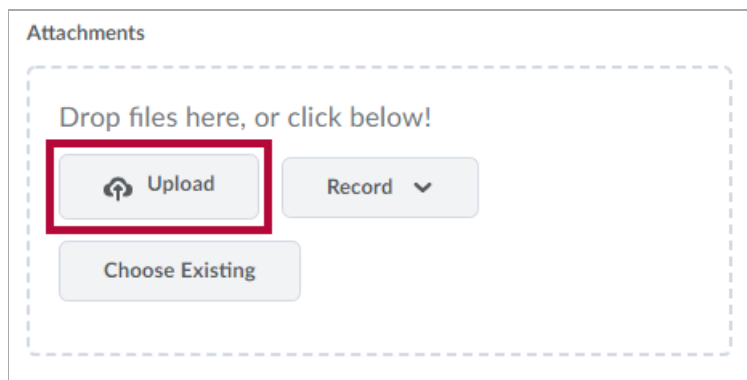 Attachments
Drop files here, or click below!
Upload Record
Choose Existing